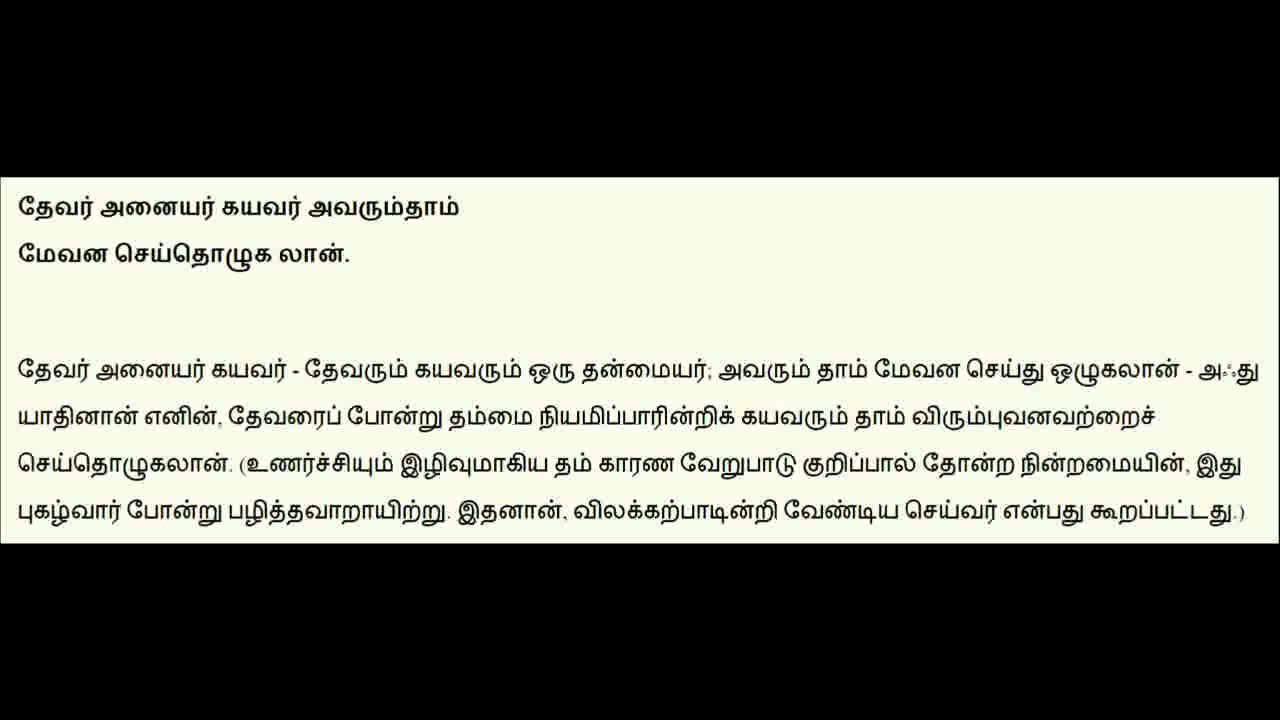 தேவர் அனையர் கயவர் அவரும்தாம்
மேவன செய்தொழுக லான்.
தேவர் அனையர் கயவர் - தேவரும் கயவரும் ஒரு தன்மையர்; அவரும் தாம் மேவன செய்து ஒழுகலான் - அஃது
யாதினான் எனின், தேவரைப் போன்று தம்மை நியமிப்பாரின்றிக் கயவரும் தாம் விரும்புவனவற்றைச்
செய்தொழுகலான். (உணர்ச்சியும் இழிவுமாகிய தம் காரண வேறுபாடு குறிப்பால் தோன்ற நின்றமையின், இது
புகழ்வார் போன்று பழித்தவாறாயிற்று. இதனான், விலக்கற்பாடின்றி வேண்டிய செய்வர் என்பது கூறப்பட்டது.)